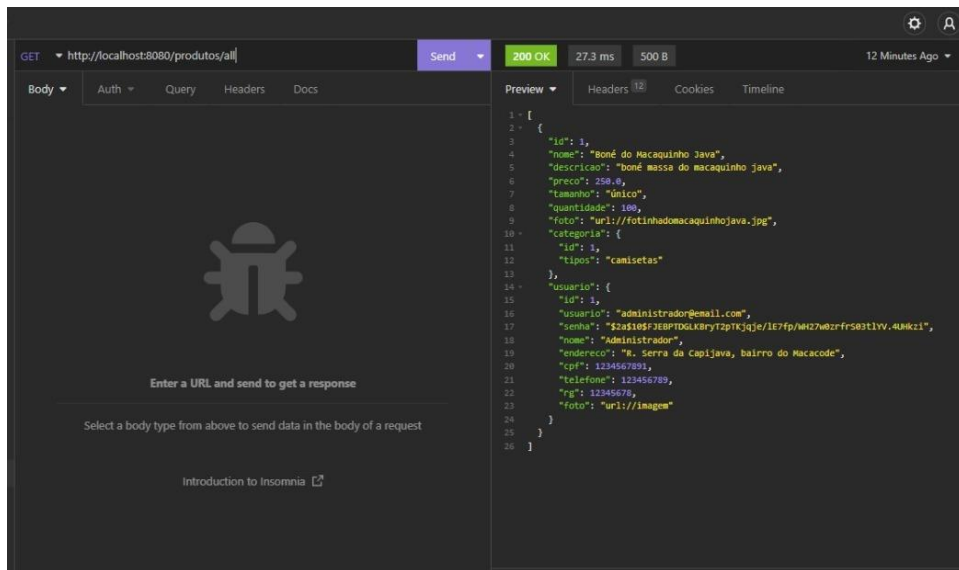 GET http://localhost:8080/produtos/all Send 200 OK 27.3 ms 500 B 12 Minutes Ago
Body Auth Query Headers Docs Preview Headers 12 Cookies Timeline
1 [
2 {
3 "id": 1,
4 "nome": "Boné do Macaquinho Java",
5 "descricao": "boné massa do macaquinho java",
6 "preco": 250.0,
7 "tamanho": "único",
8 "quantidade": 100,
9 "foto": "url://fotinhadomacaquinhojava.jpg",
10 "categoria": {
11 "id": 1,
12 "tipos": "camisetas"
13 },
14 "usuario": {
15 "id": 1,
16 "usuario": "administrador@email.com",
17 "senha":
18 "nome": "Administrador",
19 "endereco": "R. Serra da Capijava, bairro do Macacode",
20 "cpf": 1234567891,
21 "telefone": 123456789,
22 "rg": 12345678,
23 "foto": "url://imagem"
24 }
25 }
26 ]
Enter a URL and send to get a response
Select a body type from above to send data in the body of a request
Introduction to Insomnia